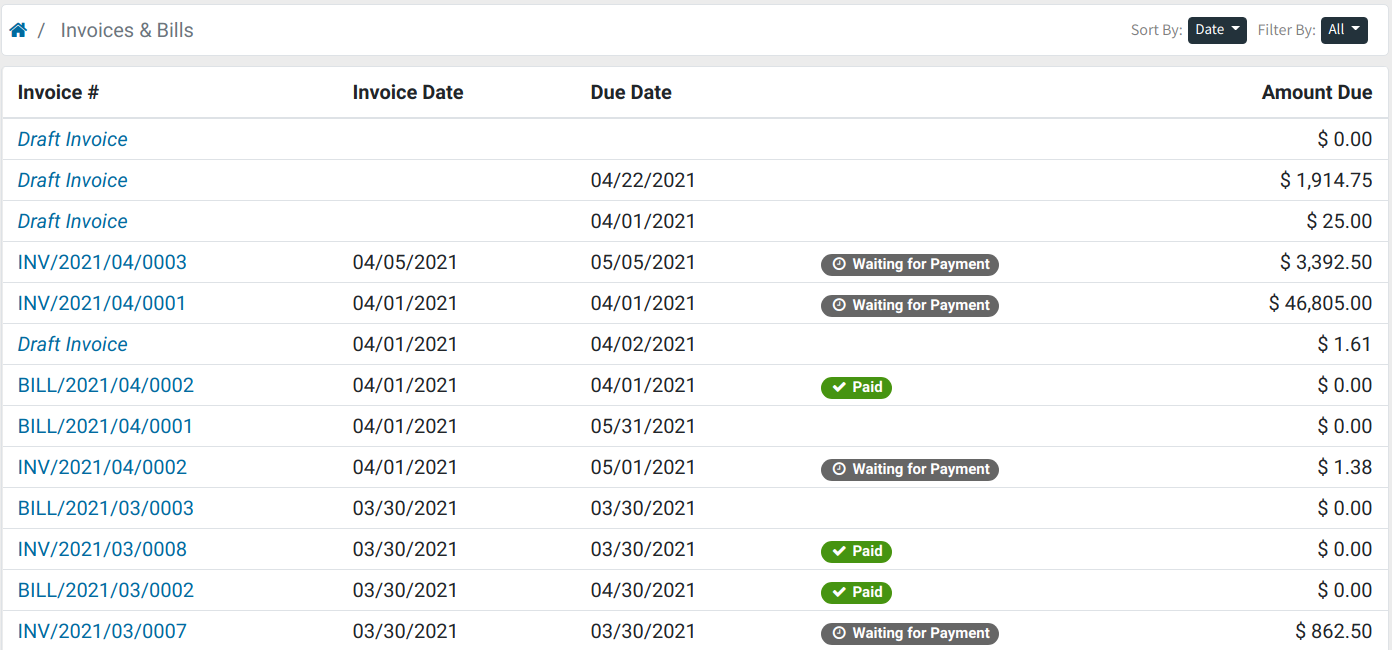 / Invoices & Bills Sort By: Date Filter By: All
Invoice # Invoice Date Due Date Amount Due
Draft Invoice $ 0.00
Draft Invoice 04/22/2021 $ 1,914.75
Draft Invoice 04/01/2021 $ 25.00
INV/2021/04/0003 04/05/2021 05/05/2021 Waiting for Payment $ 3,392.50
INV/2021/04/0001 04/01/2021 04/01/2021 Waiting for Payment $ 46,805.00
Draft Invoice 04/01/2021 04/02/2021 $ 1.61
BILL/2021/04/0002 04/01/2021 04/01/2021 Paid $ 0.00
BILL/2021/04/0001 04/01/2021 05/31/2021 $ 0.00
INV/2021/04/0002 04/01/2021 05/01/2021 Waiting for Payment $ 1.38
BILL/2021/03/0003 03/30/2021 03/30/2021 $ 0.00
INV/2021/03/0008 03/30/2021 03/30/2021 Paid $ 0.00
BILL/2021/03/0002 03/30/2021 04/30/2021 Paid $ 0.00
INV/2021/03/0007 03/30/2021 03/30/2021 Waiting for Payment $ 862.50